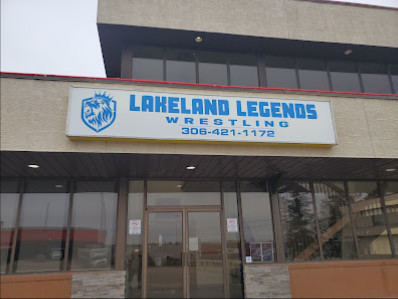 LAKELAND LEGENDS
WRESTLING
306-421-1172